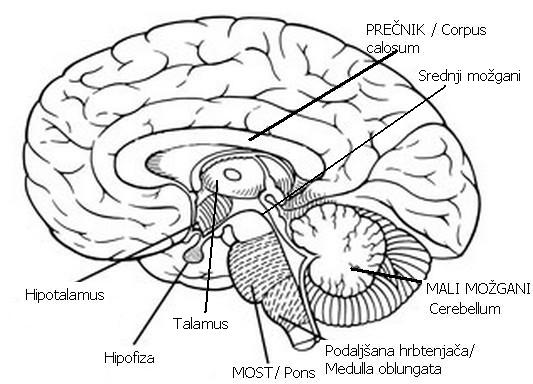 PREČNIK / Corpus
calosum
Srednji možgani
Hipotalamus
Talamus
MALI MOŽGANI
Cerebellum
Hipofiza
MOST/ Pons
Podaljšana hrbtenjača/
Medulla oblungata